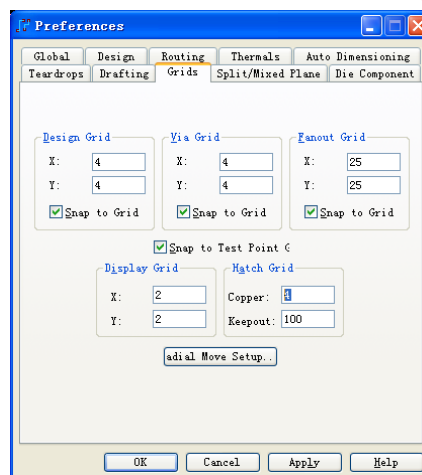 Preferences
Global Design Routing Thermals Auto Dimensioning
Teardrops Drafting Grids Split/Mixed Plane Die Component
Design Grid Via Grid Fanout Grid
X: 4 X: 4 X: 25
Y: 4 Y: 4 Y: 25
Snap to Grid Snap to Grid Snap to Grid
Snap to Test Point G
Display Grid Hatch Grid
X: 2 Copper: 4
Y: 2 Keepout: 100
adial Move Setup..
OK Cancel Apply Help